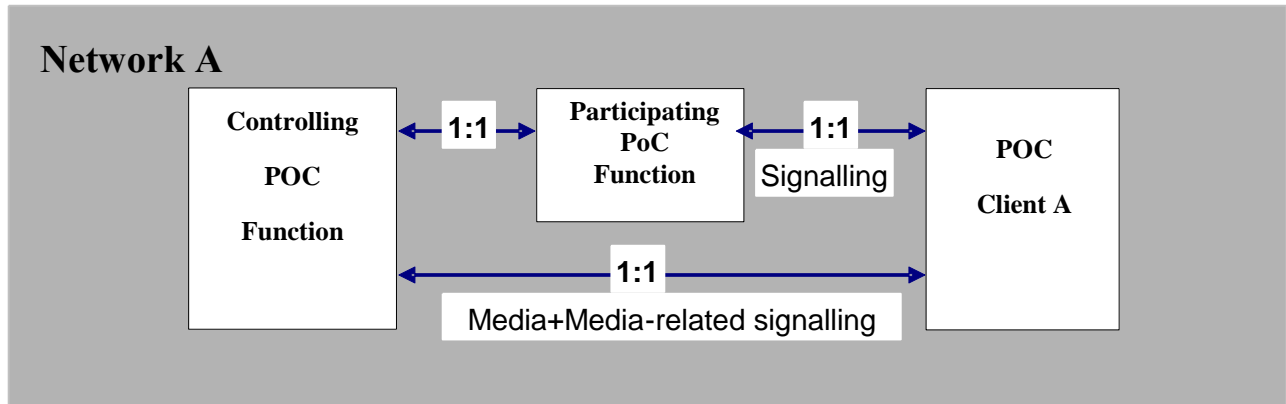 Network A
Controlling
POC
Function
1:1
Participating
PoC
Function
1:1
Signalling
POC
Client A
1:1
Media+Media-related signalling